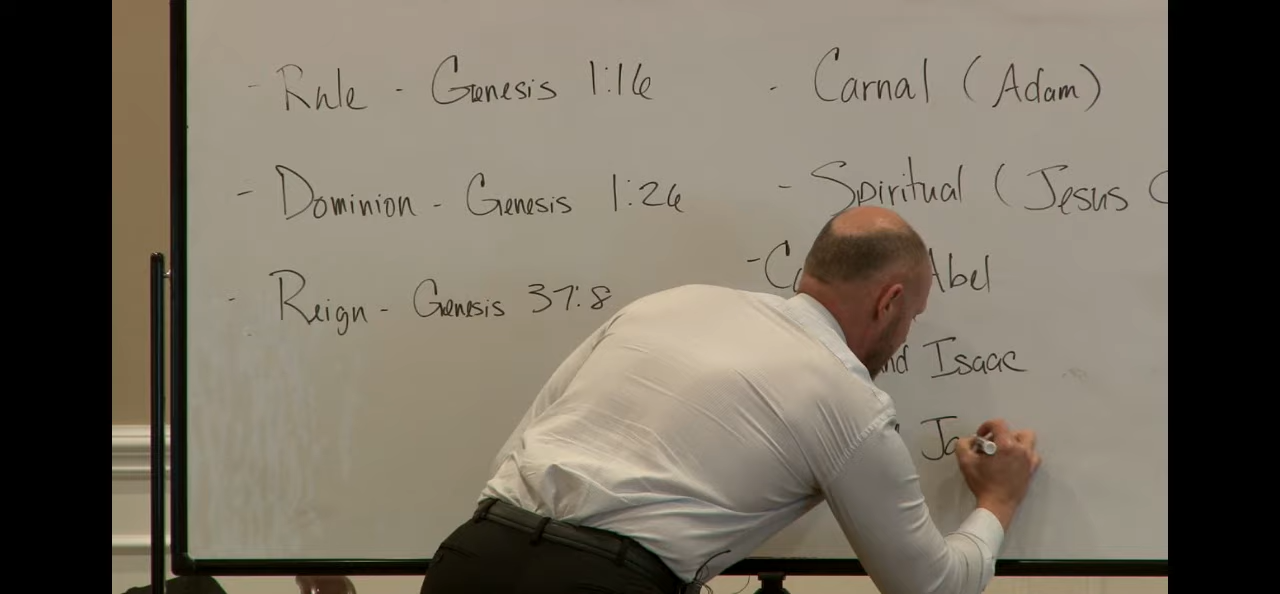 - Rule - Genesis 1:16
- Dominion - Genesis 1:26
- Reign - Genesis 37:8
- Carnal (Adam)
- Spiritual (Jesus C
- Abel
Isaac